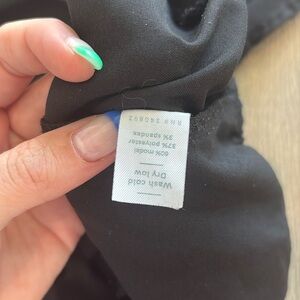 Wash cold
Dry low
60% modal
37% polyester
3% spandex